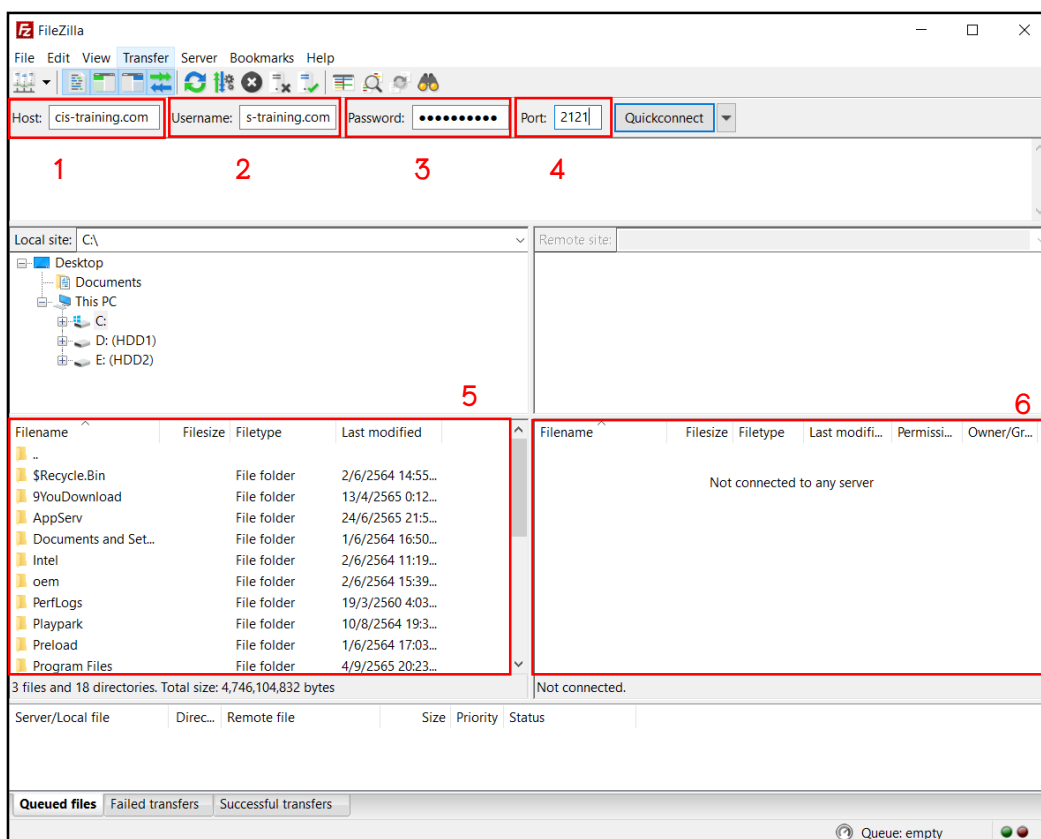 FileZilla
File Edit View Transfer Server Bookmarks Help
Host: cis-training.com Username: s-training.com Password: ●●●●●●●●●● Port: 2121 Quickconnect
1 2 3 4
Local site: C:\ Remote site:
Desktop
Documents
This PC
C:
D: (HDD1)
E: (HDD2)
5 6
Filename Filesize Filetype Last modified
..
$Recycle.Bin File folder 2/6/2564 14:55...
9YouDownload File folder 13/4/2565 0:12...
AppServ File folder 24/6/2565 21:5...
Documents and Set... File folder 1/6/2564 16:50...
Intel File folder 2/6/2564 11:19...
oem File folder 2/6/2564 15:39...
PerfLogs File folder 19/3/2560 4:03...
Playpark File folder 10/8/2564 19:3...
Preload File folder 1/6/2564 17:03...
Program Files File folder 4/9/2565 20:23...
3 files and 18 directories. Total size: 4,746,104,832 bytes
Filename Filesize Filetype Last modifi... Permissi... Owner/Gr...
Not connected to any server
Not connected.
Server/Local file Direc... Remote file Size Priority Status
Queued files Failed transfers Successful transfers
Queue: empty